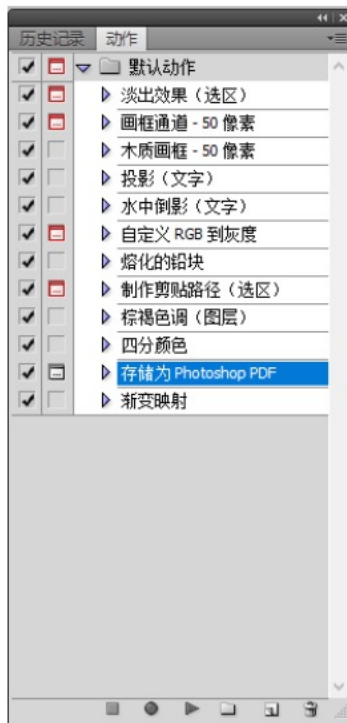 历史记录 动作
默认动作
淡出效果（选区）
画框通道 - 50 像素
木质画框 - 50 像素
投影（文字）
水中倒影（文字）
自定义 RGB 到灰度
熔化的铅块
制作剪贴路径（选区）
棕褐色调（图层）
四分颜色
存储为 Photoshop PDF
渐变映射